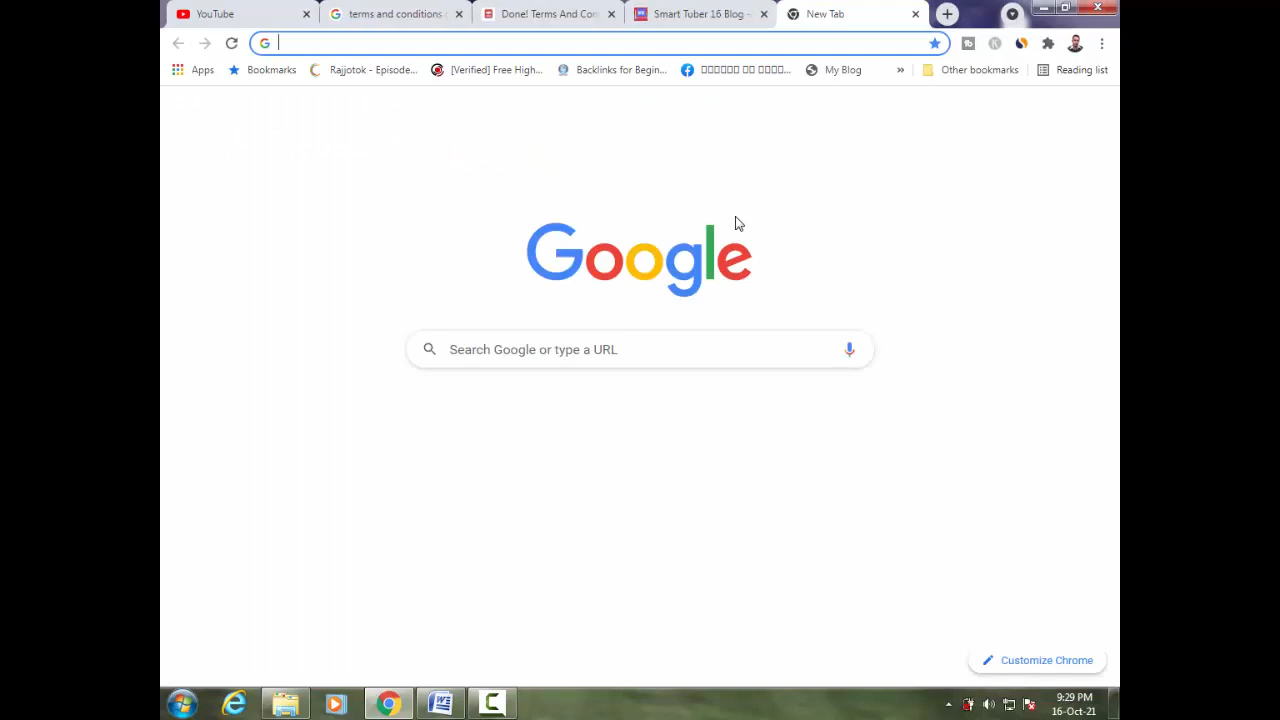 YouTube
terms and conditions
Done! Terms And Con
Smart Tuber 16 Blog -
New Tab
Apps
Bookmarks
Rajjotok - Episode...
[Verified] Free High...
Backlinks for Begin...
My Blog
»
Other bookmarks
Reading list
Google
Search Google or type a URL
Customize Chrome
9:29 PM
16-Oct-21